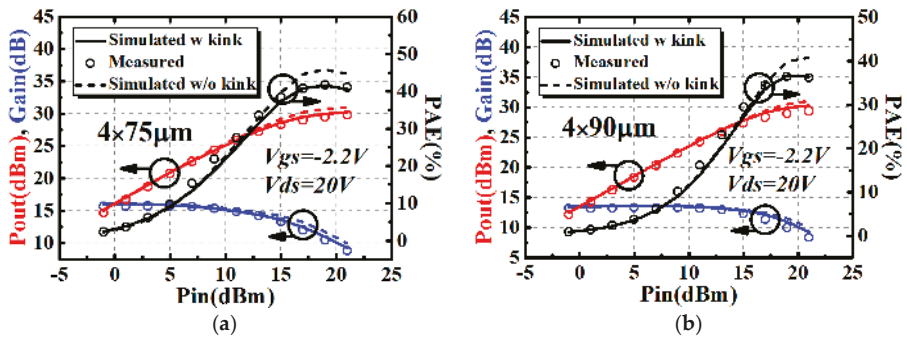 Pout(dBm), Gain(dB)
45
40
35
30
25
20
15
10
Simulated w kink
Measured
Simulated w/o kink
4×75μm
Vgs=-2.2V
Vds=20V
60
50
40
30
20
10
0
PAE(%)
-5 0 5 10 15 20 25
Pin(dBm)
(a)
Pout(dBm), Gain(dB)
45
40
35
30
25
20
15
10
5
Simulated w kink
Measured
Simulated w/o kink
4×90μm
Vgs=-2.2V
Vds=20V
50
40
30
20
10
0
PAE(%)
-5 0 5 10 15 20 25
Pin(dBm)
(b)